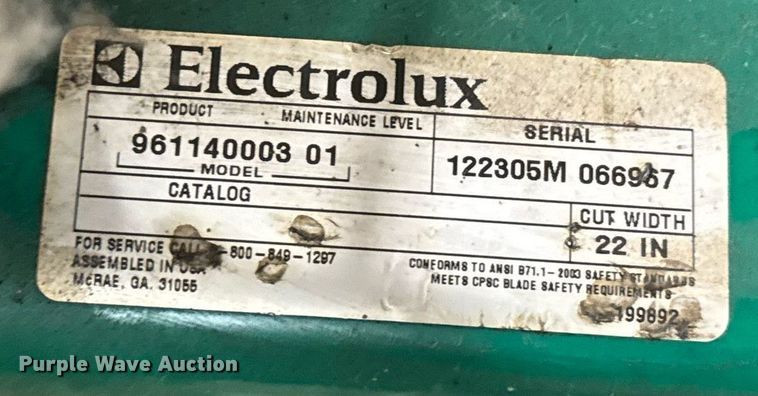 Electrolux
PRODUCT MAINTENANCE LEVEL
961140003 01
MODEL
SERIAL
122305M 066967
CATALOG
CUT WIDTH
22 IN
FOR SERVICE CALL -800-849-1297
ASSEMBLED IN USA
McRAE, GA. 31055
CONFORMS TO ANSI B71.1-2003 SAFETY STANDARDS
MEETS CPSC BLADE SAFETY REQUIREMENTS
199892
Purple Wave Auction